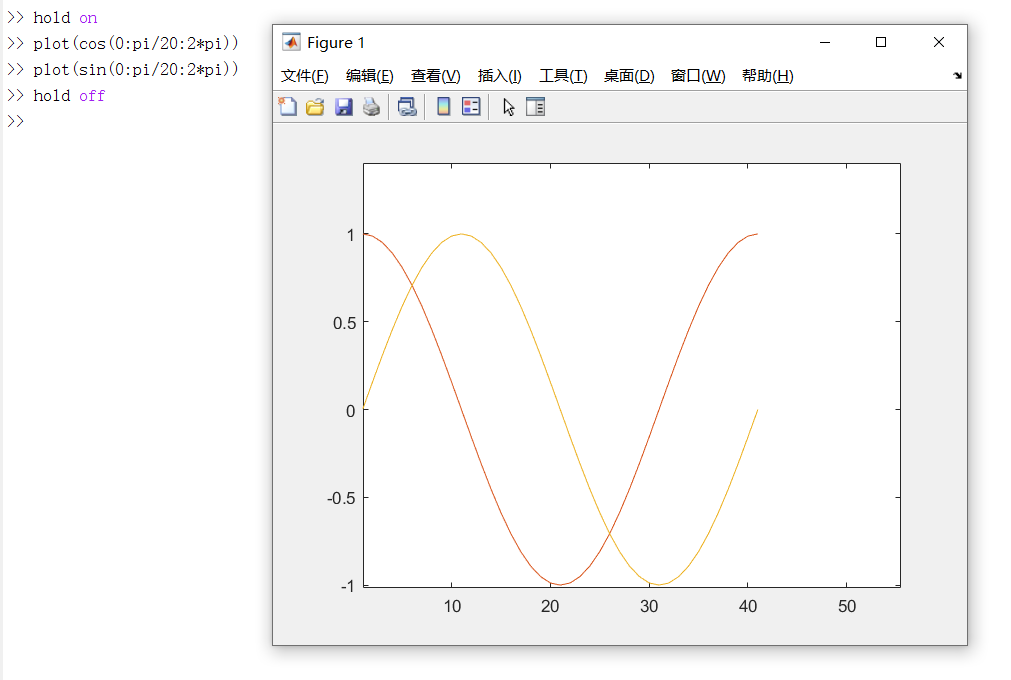 >> hold on
>> plot(cos(0:pi/20:2*pi))
>> plot(sin(0:pi/20:2*pi))
>> hold off
>>
Figure 1
文件(F) 编辑(E) 查看(V) 插入(I) 工具(T) 桌面(D) 窗口(W) 帮助(H)
1
0.5
0
-0.5
-1
10 20 30 40 50